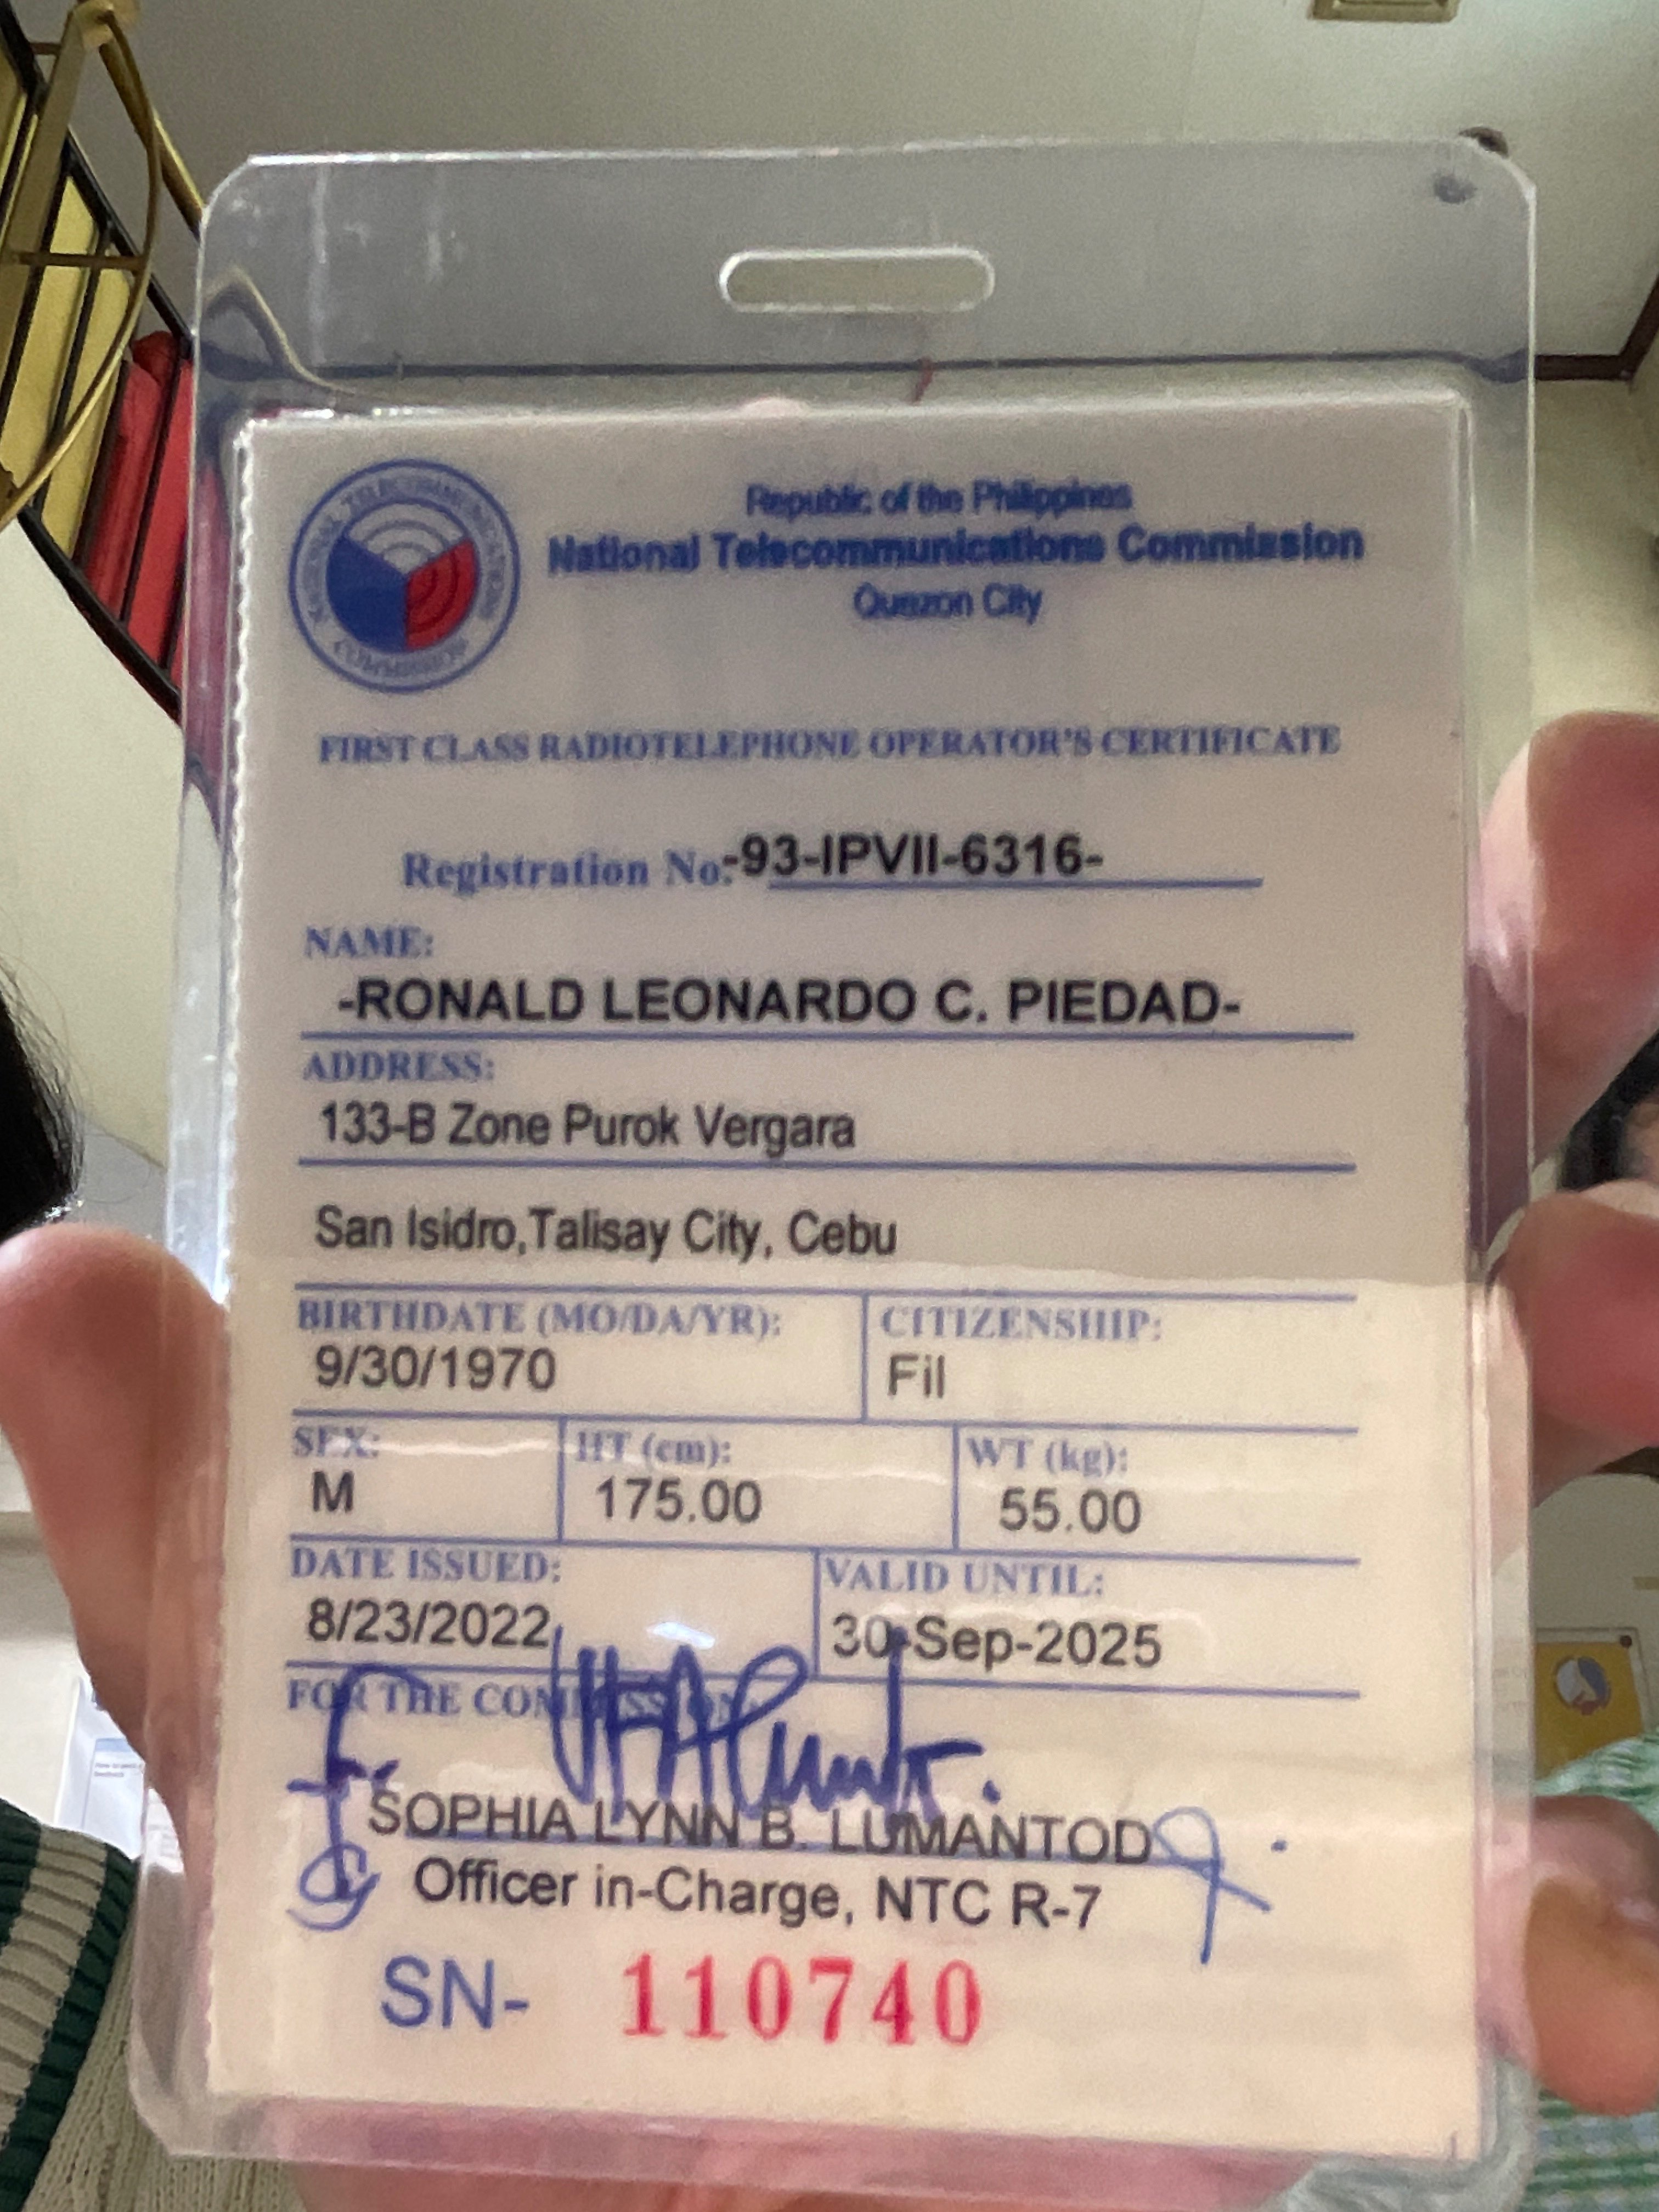 NATIONAL TELECOMMUNICATIONS COMMISSION
Republic of the Philippines
National Telecommunications Commission
Quezon City
FIRST CLASS RADIOTELEPHONE OPERATOR'S CERTIFICATE
Registration No: -93-IPVII-6316-
NAME:
-RONALD LEONARDO C. PIEDAD-
ADDRESS:
133-B Zone Purok Vergara
San Isidro,Talisay City, Cebu
BIRTHDATE (MO/DA/YR): CITIZENSHIP:
9/30/1970 Fil
SEX: HT (cm): WT (kg):
M 175.00 55.00
DATE ISSUED: VALID UNTIL:
8/23/2022 30-Sep-2025
FOR THE COMMISSION:
SOPHIA LYNN B. LUMANTOD
Officer in-Charge, NTC R-7
SN- 110740